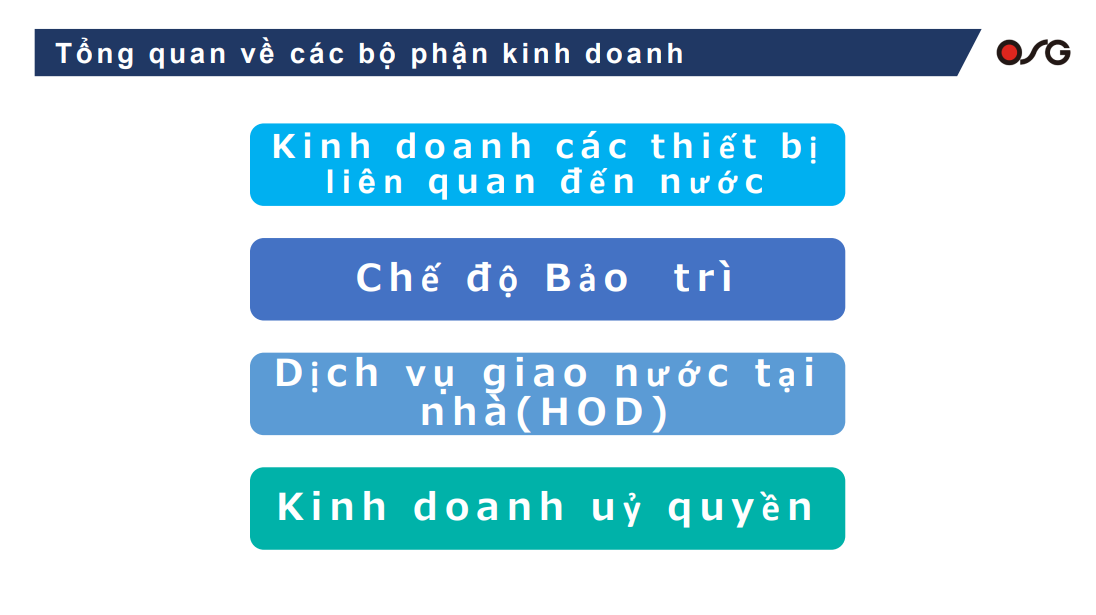 Tổng quan về các bộ phận kinh doanh
OSG
Kinh doanh các thiết bị
liên quan đến nước
Chế độ Bảo trì
Dịch vụ giao nước tại
nhà(HOD)
Kinh doanh uỷ quyền